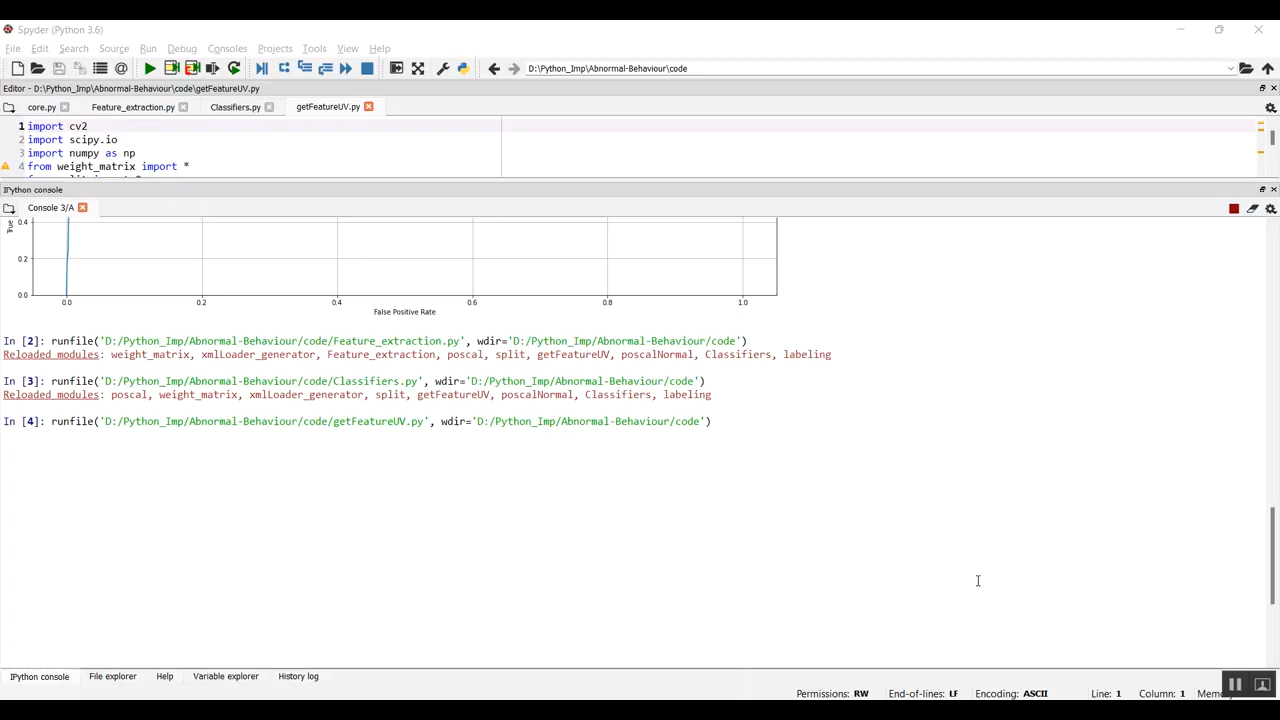 Spyder (Python 3.6)
File Edit Search Source Run Debug Consoles Projects Tools View Help
D:\Python_Imp\Abnormal-Behaviour\code
Editor - D:\Python_Imp\Abnormal-Behaviour\code\getFeatureUV.py
core.py Feature_extraction.py Classifiers.py getFeatureUV.py
1 import cv2
2 import scipy.io
3 import numpy as np
4 from weight_matrix import *
IPython console
Console 3/A
0.4
True
0.2
0.0
0.0 0.2 0.4 0.6 0.8 1.0
False Positive Rate
In [2]: runfile('D:/Python_Imp/Abnormal-Behaviour/code/Feature_extraction.py', wdir='D:/Python_Imp/Abnormal-Behaviour/code')
Reloaded modules: weight_matrix, xmlLoader_generator, Feature_extraction, poscal, split, getFeatureUV, poscalNormal, Classifiers, labeling
In [3]: runfile('D:/Python_Imp/Abnormal-Behaviour/code/Classifiers.py', wdir='D:/Python_Imp/Abnormal-Behaviour/code')
Reloaded modules: poscal, weight_matrix, xmlLoader_generator, split, getFeatureUV, poscalNormal, Classifiers, labeling
In [4]: runfile('D:/Python_Imp/Abnormal-Behaviour/code/getFeatureUV.py', wdir='D:/Python_Imp/Abnormal-Behaviour/code')
IPython console File explorer Help Variable explorer History log
Permissions: RW End-of-lines: LF Encoding: ASCII Line: 1 Column: 1